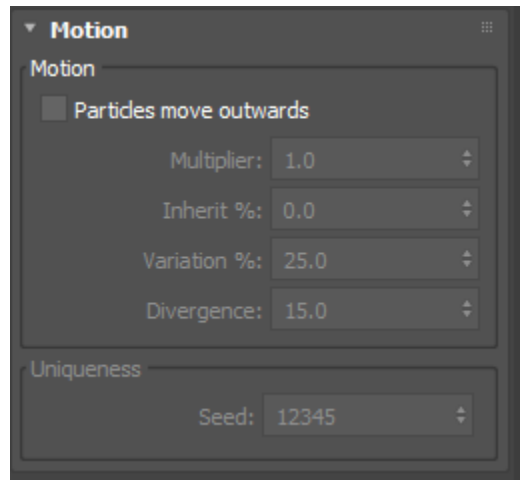 Motion
Motion
Particles move outwards
Multiplier: 1.0
Inherit %: 0.0
Variation %: 25.0
Divergence: 15.0
Uniqueness
Seed: 12345